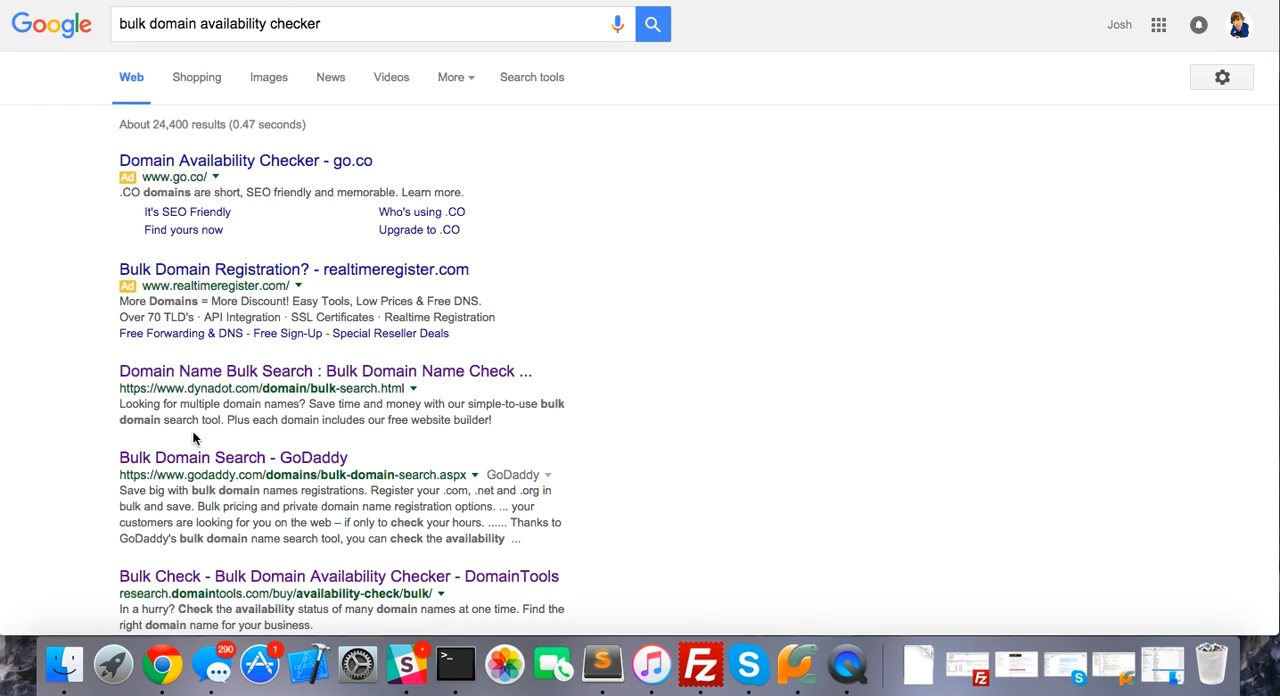 Google
bulk domain availability checker
Josh
Web Shopping Images News Videos More Search tools
About 24,400 results (0.47 seconds)
Domain Availability Checker - go.co
Ad www.go.co/
.CO domains are short, SEO friendly and memorable. Learn more.
It's SEO Friendly Who's using .CO
Find yours now Upgrade to .CO
Bulk Domain Registration? - realtimeregister.com
Ad www.realtimeregister.com/
More Domains = More Discount! Easy Tools, Low Prices & Free DNS.
Over 70 TLD's · API Integration · SSL Certificates · Realtime Registration
Free Forwarding & DNS - Free Sign-Up - Special Reseller Deals
Domain Name Bulk Search : Bulk Domain Name Check ...
https://www.dynadot.com/domain/bulk-search.html
Looking for multiple domain names? Save time and money with our simple-to-use bulk
domain search tool. Plus each domain includes our free website builder!
Bulk Domain Search - GoDaddy
https://www.godaddy.com/domains/bulk-domain-search.aspx GoDaddy
Save big with bulk domain names registrations. Register your .com, .net and .org in
bulk and save. Bulk pricing and private domain name registration options. ... your
customers are looking for you on the web – if only to check your hours. ...... Thanks to
GoDaddy's bulk domain name search tool, you can check the availability ...
Bulk Check - Bulk Domain Availability Checker - DomainTools
research.domaintools.com/buy/availability-check/bulk/
In a hurry? Check the availability status of many domain names at one time. Find the
right domain name for your business.
290 1